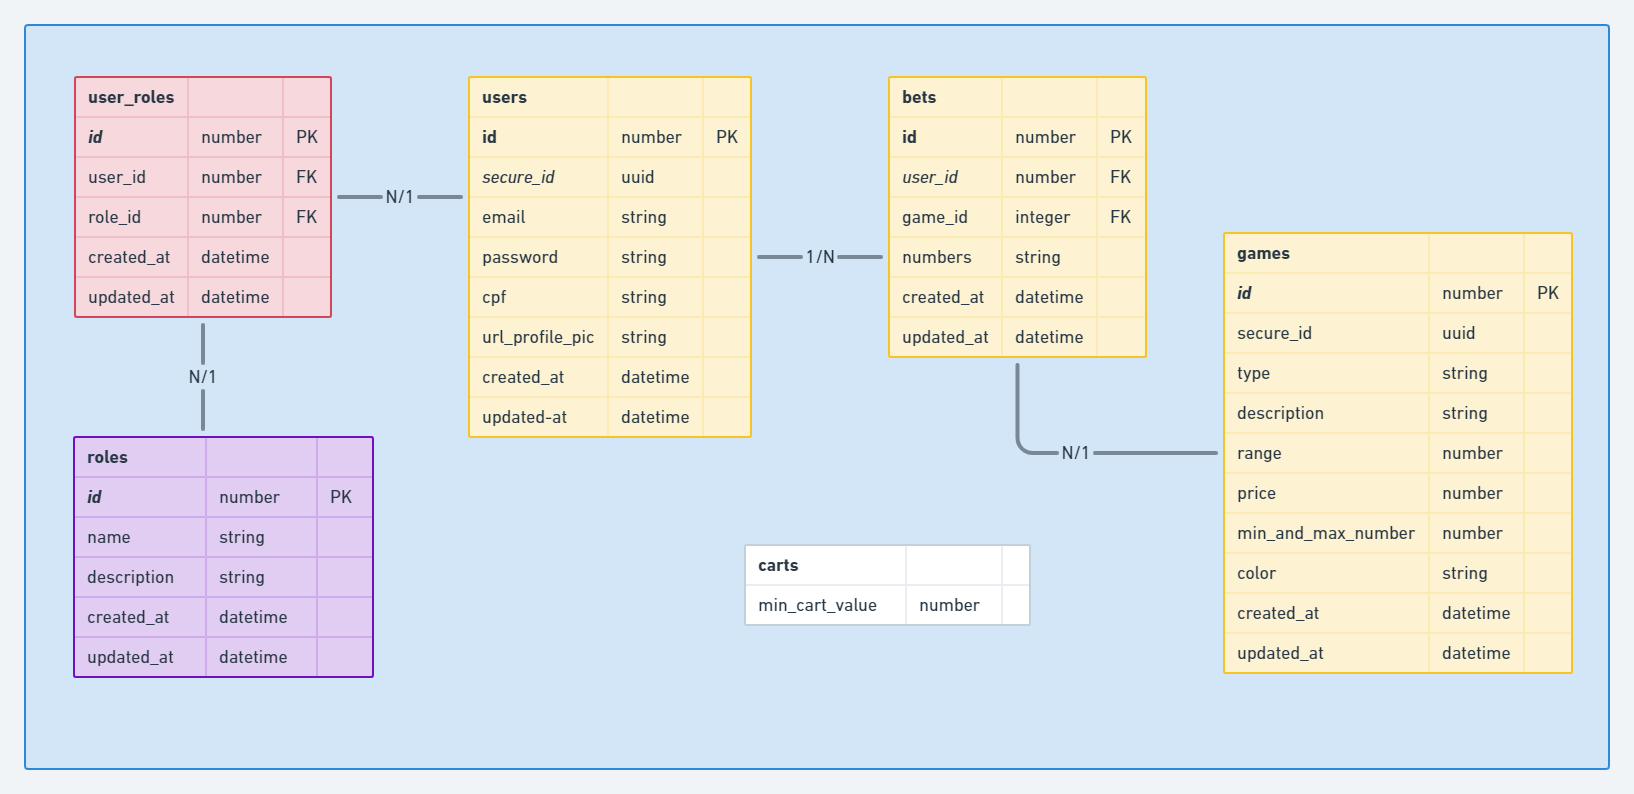 user_roles
id number PK
user_id number FK
role_id number FK
created_at datetime
updated_at datetime
N/1
users
id number PK
secure_id uuid
email string
password string
cpf string
url_profile_pic string
created_at datetime
updated-at datetime
1/N
bets
id number PK
user_id number FK
game_id integer FK
numbers string
created_at datetime
updated_at datetime
N/1
games
id number PK
secure_id uuid
type string
description string
range number
price number
min_and_max_number number
color string
created_at datetime
updated_at datetime
N/1
roles
id number PK
name string
description string
created_at datetime
updated_at datetime
carts
min_cart_value number